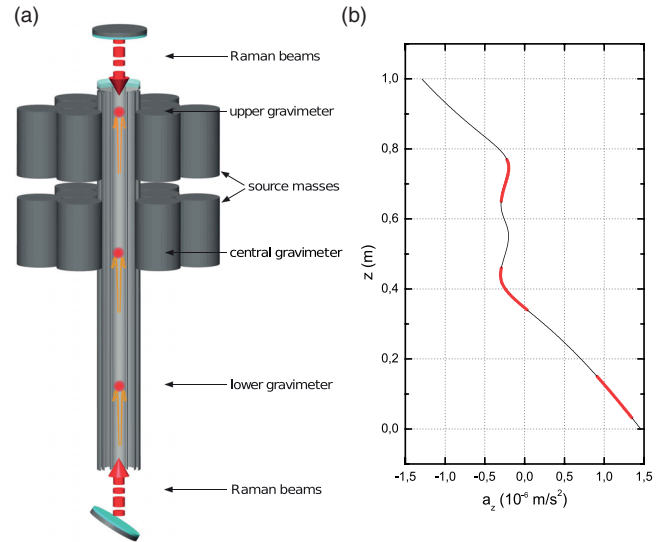 (a)
Raman beams
upper gravimeter
source masses
central gravimeter
lower gravimeter
Raman beams
(b)
1,0
0,8
0,6
0,4
0,2
0,0
z (m)
-1,5 -1,0 -0,5 0,0 0,5 1,0 1,5
a_z (10^-6 m/s^2)